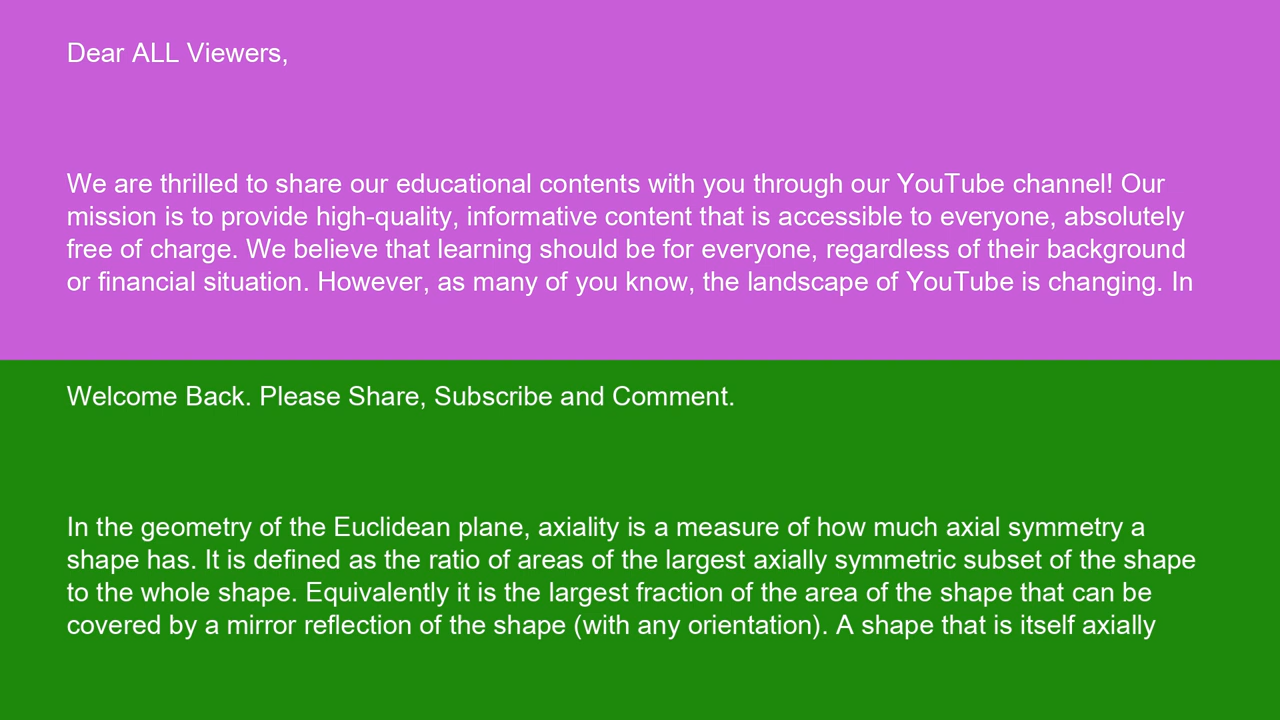 Dear ALL Viewers,
We are thrilled to share our educational contents with you through our YouTube channel! Our
mission is to provide high-quality, informative content that is accessible to everyone, absolutely
free of charge. We believe that learning should be for everyone, regardless of their background
or financial situation. However, as many of you know, the landscape of YouTube is changing. In
Welcome Back. Please Share, Subscribe and Comment.
In the geometry of the Euclidean plane, axiality is a measure of how much axial symmetry a
shape has. It is defined as the ratio of areas of the largest axially symmetric subset of the shape
to the whole shape. Equivalently it is the largest fraction of the area of the shape that can be
covered by a mirror reflection of the shape (with any orientation). A shape that is itself axially